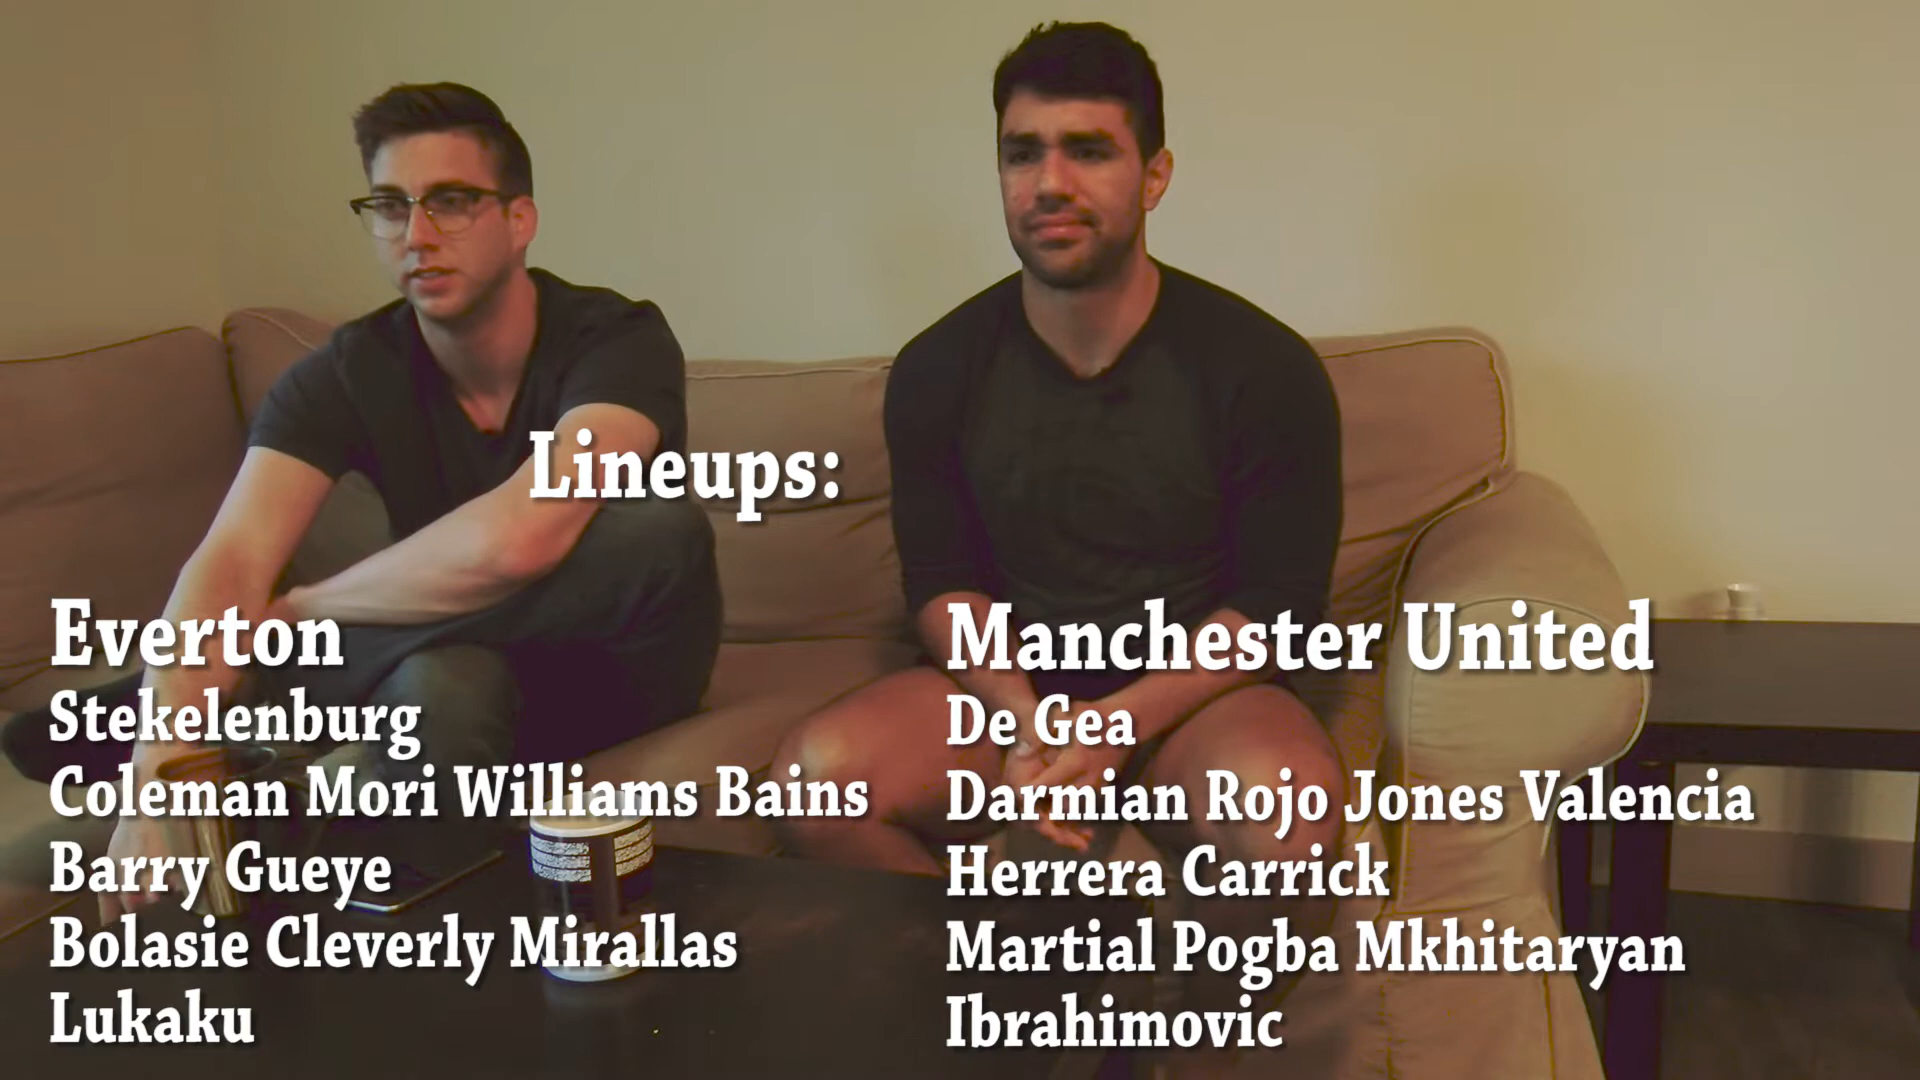 Lineups:
Everton
Stekelenburg
Coleman Mori Williams Bains
Barry Gueye
Bolasie Cleverly Mirallas
Lukaku
Manchester United
De Gea
Darmian Rojo Jones Valencia
Herrera Carrick
Martial Pogba Mkhitaryan
Ibrahimovic